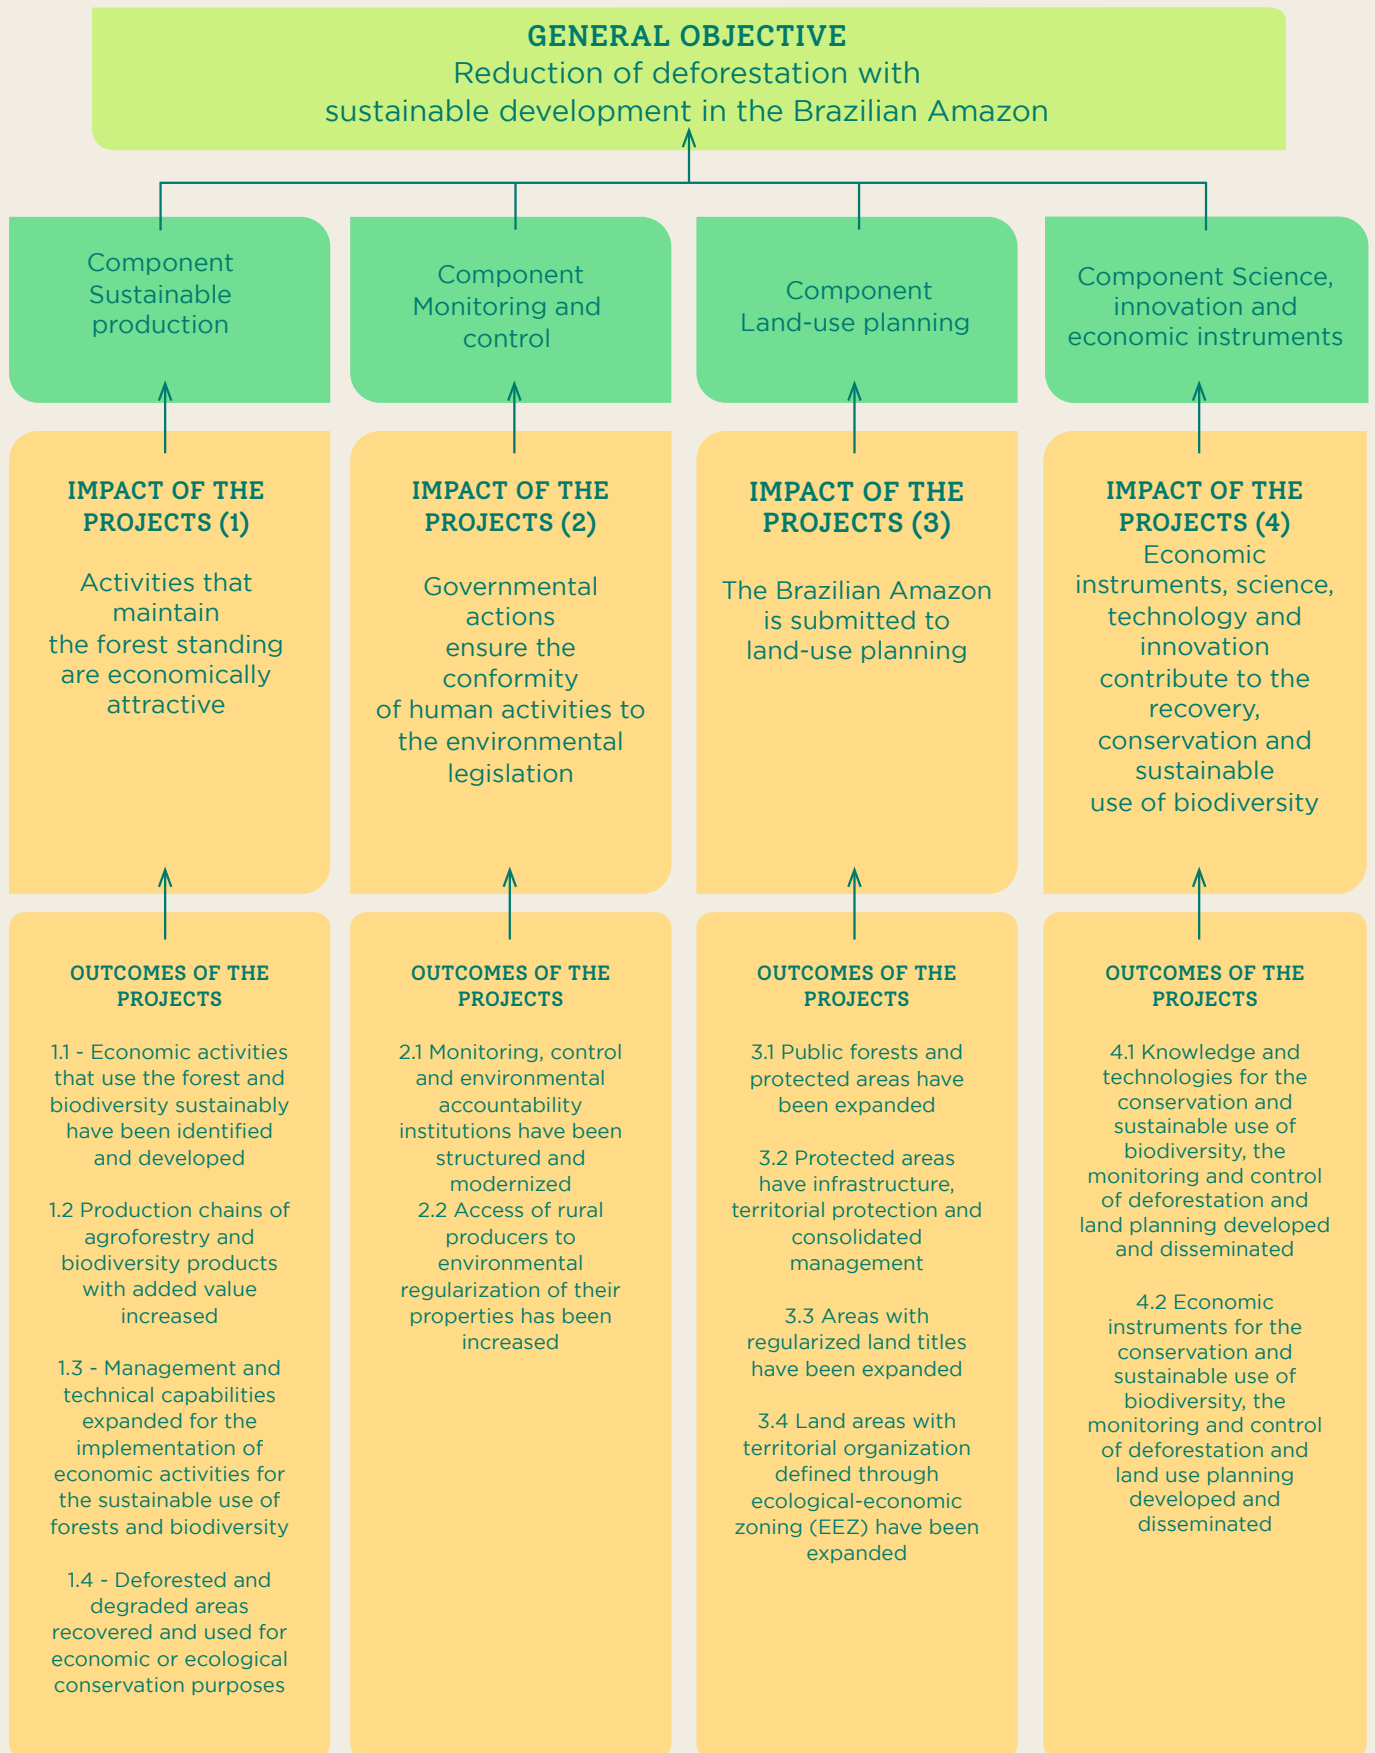 GENERAL OBJECTIVE
Reduction of deforestation with
sustainable development in the Brazilian Amazon
Component
Sustainable
production
Component
Monitoring and
control
Component
Land-use planning
Component Science,
innovation and
economic instruments
IMPACT OF THE
PROJECTS (1)
Activities that
maintain
the forest standing
are economically
attractive
IMPACT OF THE
PROJECTS (2)
Governmental
actions
ensure the
conformity
of human activities to
the environmental
legislation
IMPACT OF THE
PROJECTS (3)
The Brazilian Amazon
is submitted to
land-use planning
IMPACT OF THE
PROJECTS (4)
Economic
instruments, science,
technology and
innovation
contribute to the
recovery,
conservation and
sustainable
use of biodiversity
OUTCOMES OF THE
PROJECTS
1.1 - Economic activities
that use the forest and
biodiversity sustainably
have been identified
and developed
1.2 Production chains of
agroforestry and
biodiversity products
with added value
increased
1.3 - Management and
technical capabilities
expanded for the
implementation of
economic activities for
the sustainable use of
forests and biodiversity
1.4 - Deforested and
degraded areas
recovered and used for
economic or ecological
conservation purposes
OUTCOMES OF THE
PROJECTS
2.1 Monitoring, control
and environmental
accountability
institutions have been
structured and
modernized
2.2 Access of rural
producers to
environmental
regularization of their
properties has been
increased
OUTCOMES OF THE
PROJECTS
3.1 Public forests and
protected areas have
been expanded
3.2 Protected areas
have infrastructure,
territorial protection and
consolidated
management
3.3 Areas with
regularized land titles
have been expanded
3.4 Land areas with
territorial organization
defined through
ecological-economic
zoning (EEZ) have been
expanded
OUTCOMES OF THE
PROJECTS
4.1 Knowledge and
technologies for the
conservation and
sustainable use of
biodiversity, the
monitoring and control
of deforestation and
land planning developed
and disseminated
4.2 Economic
instruments for the
conservation and
sustainable use of
biodiversity, the
monitoring and control
of deforestation and
land use planning
developed and
disseminated